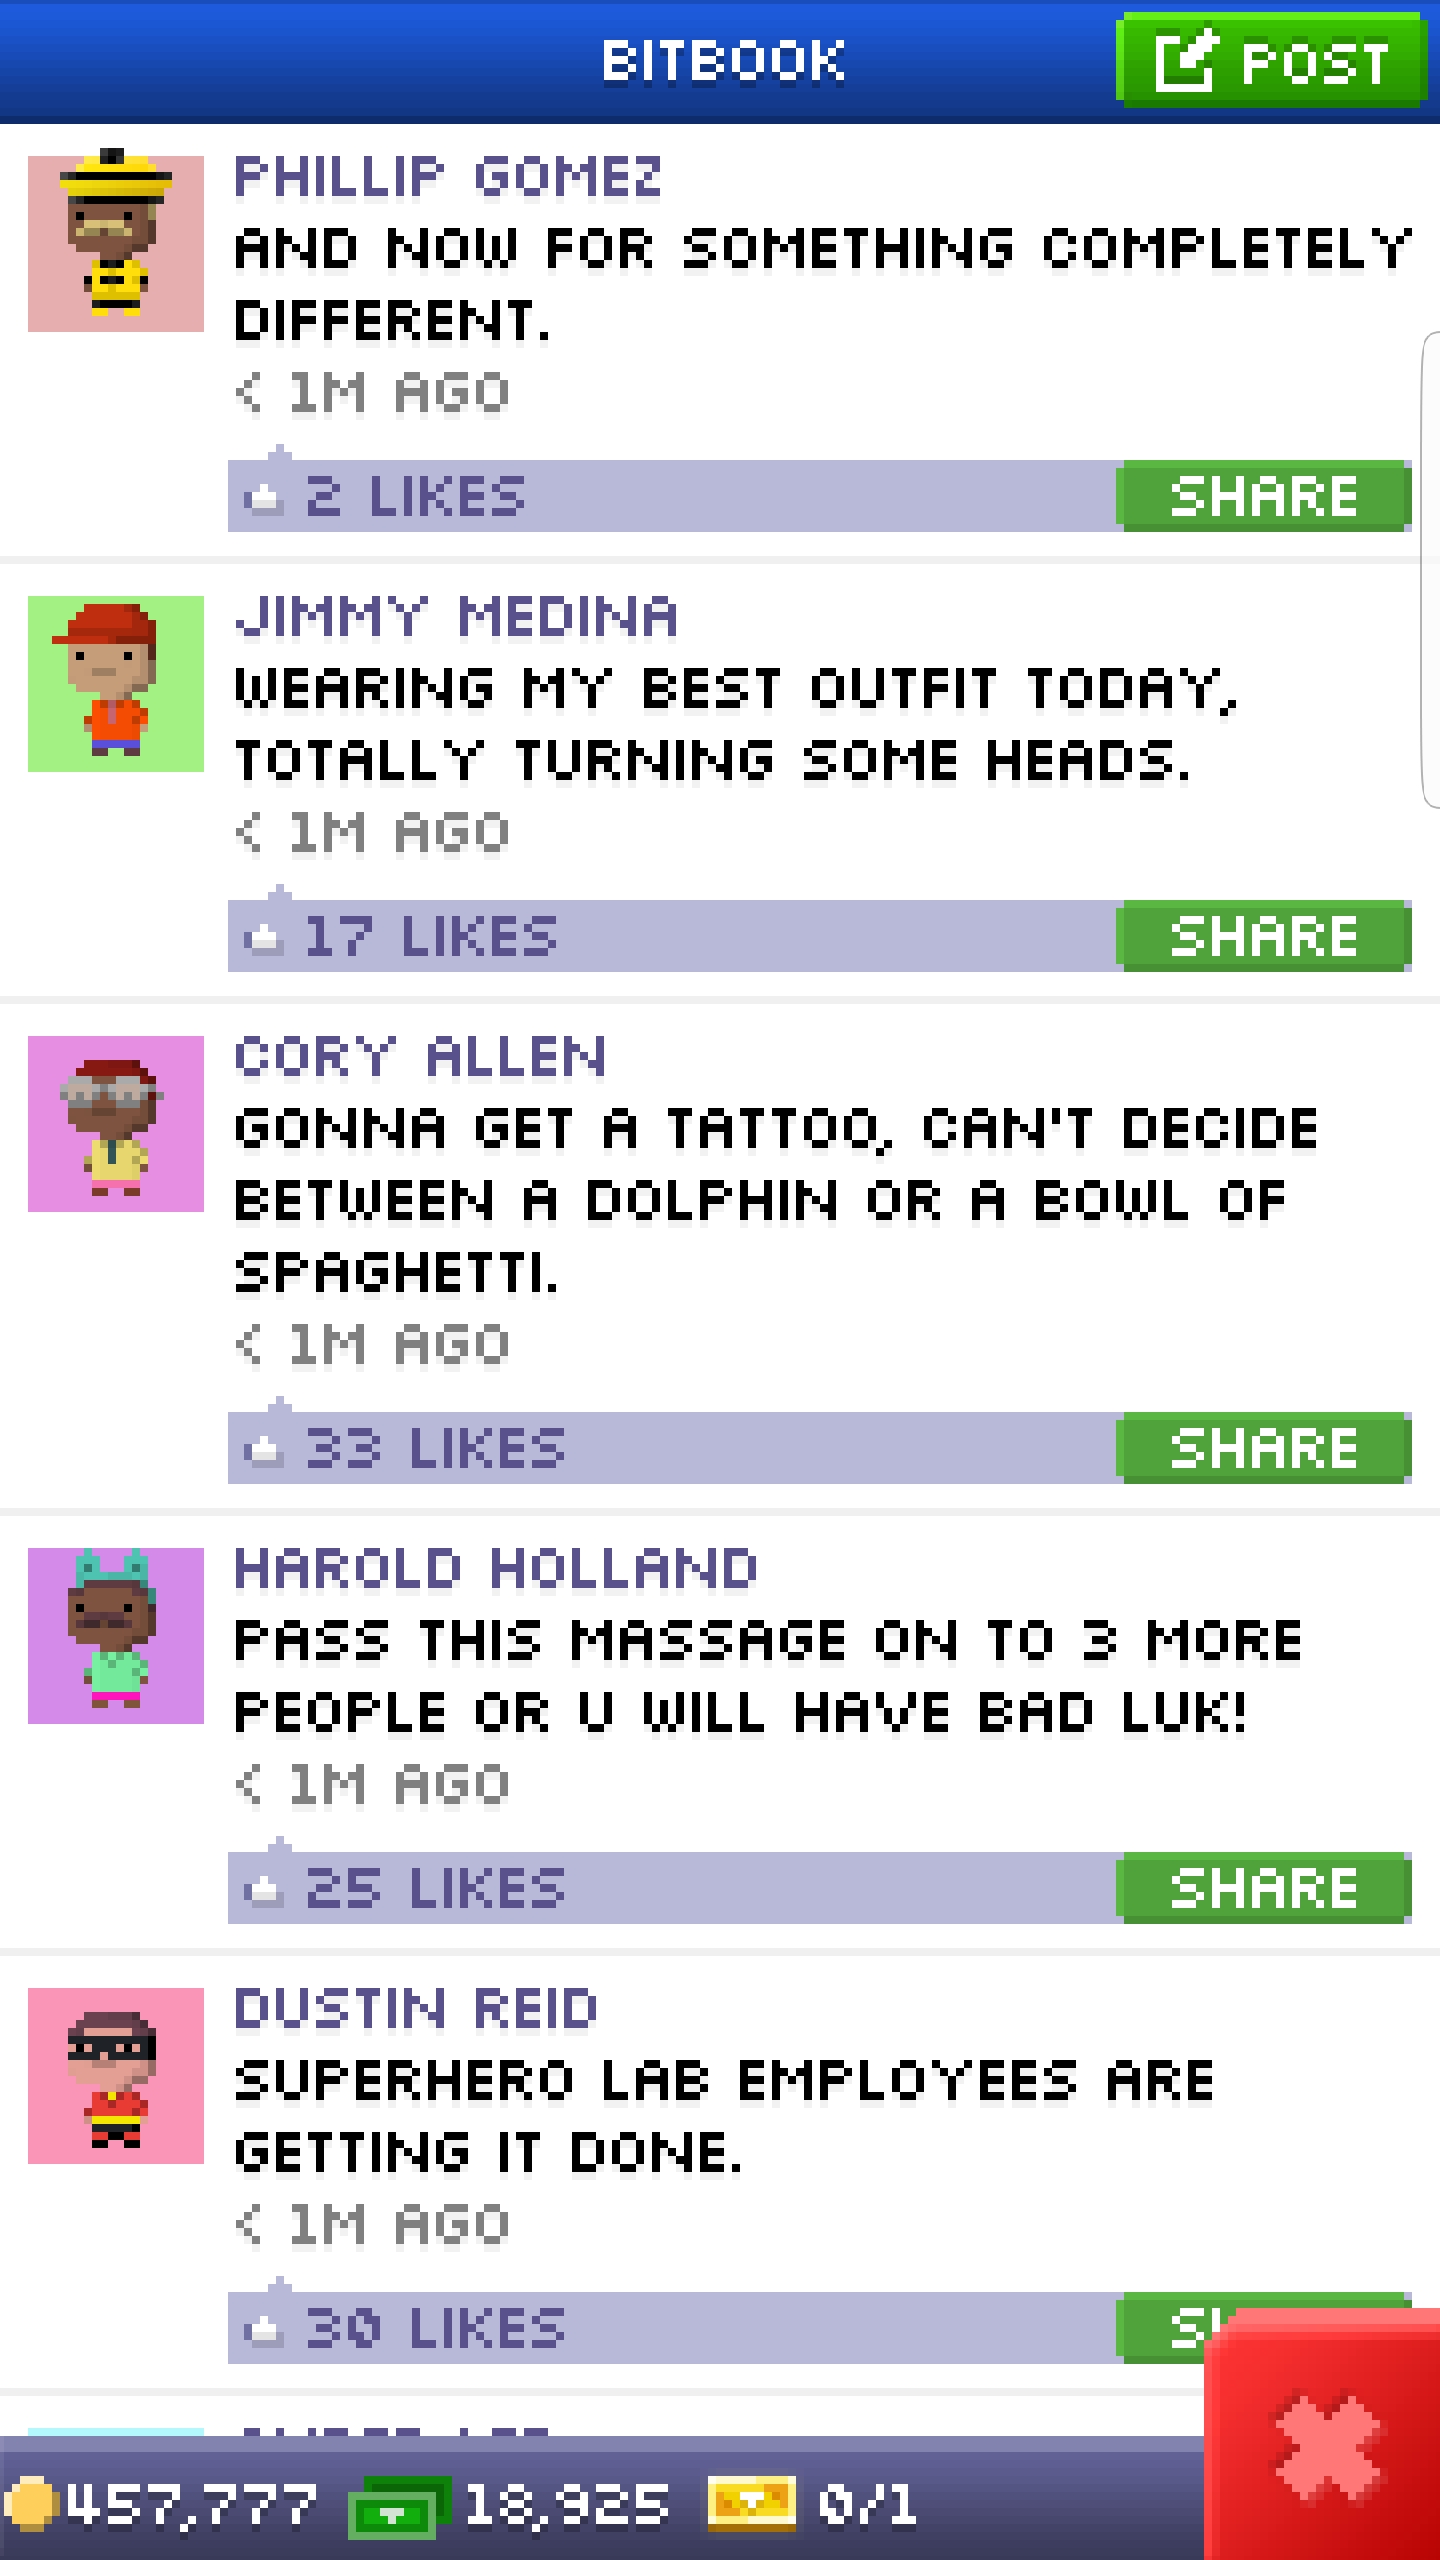 BITBOOK
POST
PHILLIP GOMEZ
AND NOW FOR SOMETHING COMPLETELY
DIFFERENT.
< 1M AGO
2 LIKES
SHARE
JIMMY MEDINA
WEARING MY BEST OUTFIT TODAY,
TOTALLY TURNING SOME HEADS.
< 1M AGO
17 LIKES
SHARE
CORY ALLEN
GONNA GET A TATTOO, CAN'T DECIDE
BETWEEN A DOLPHIN OR A BOWL OF
SPAGHETTI.
< 1M AGO
33 LIKES
SHARE
HAROLD HOLLAND
PASS THIS MASSAGE ON TO 3 MORE
PEOPLE OR U WILL HAVE BAD LUK!
< 1M AGO
25 LIKES
SHARE
DUSTIN REID
SUPERHERO LAB EMPLOYEES ARE
GETTING IT DONE.
< 1M AGO
30 LIKES
457,777 18,925 0/1